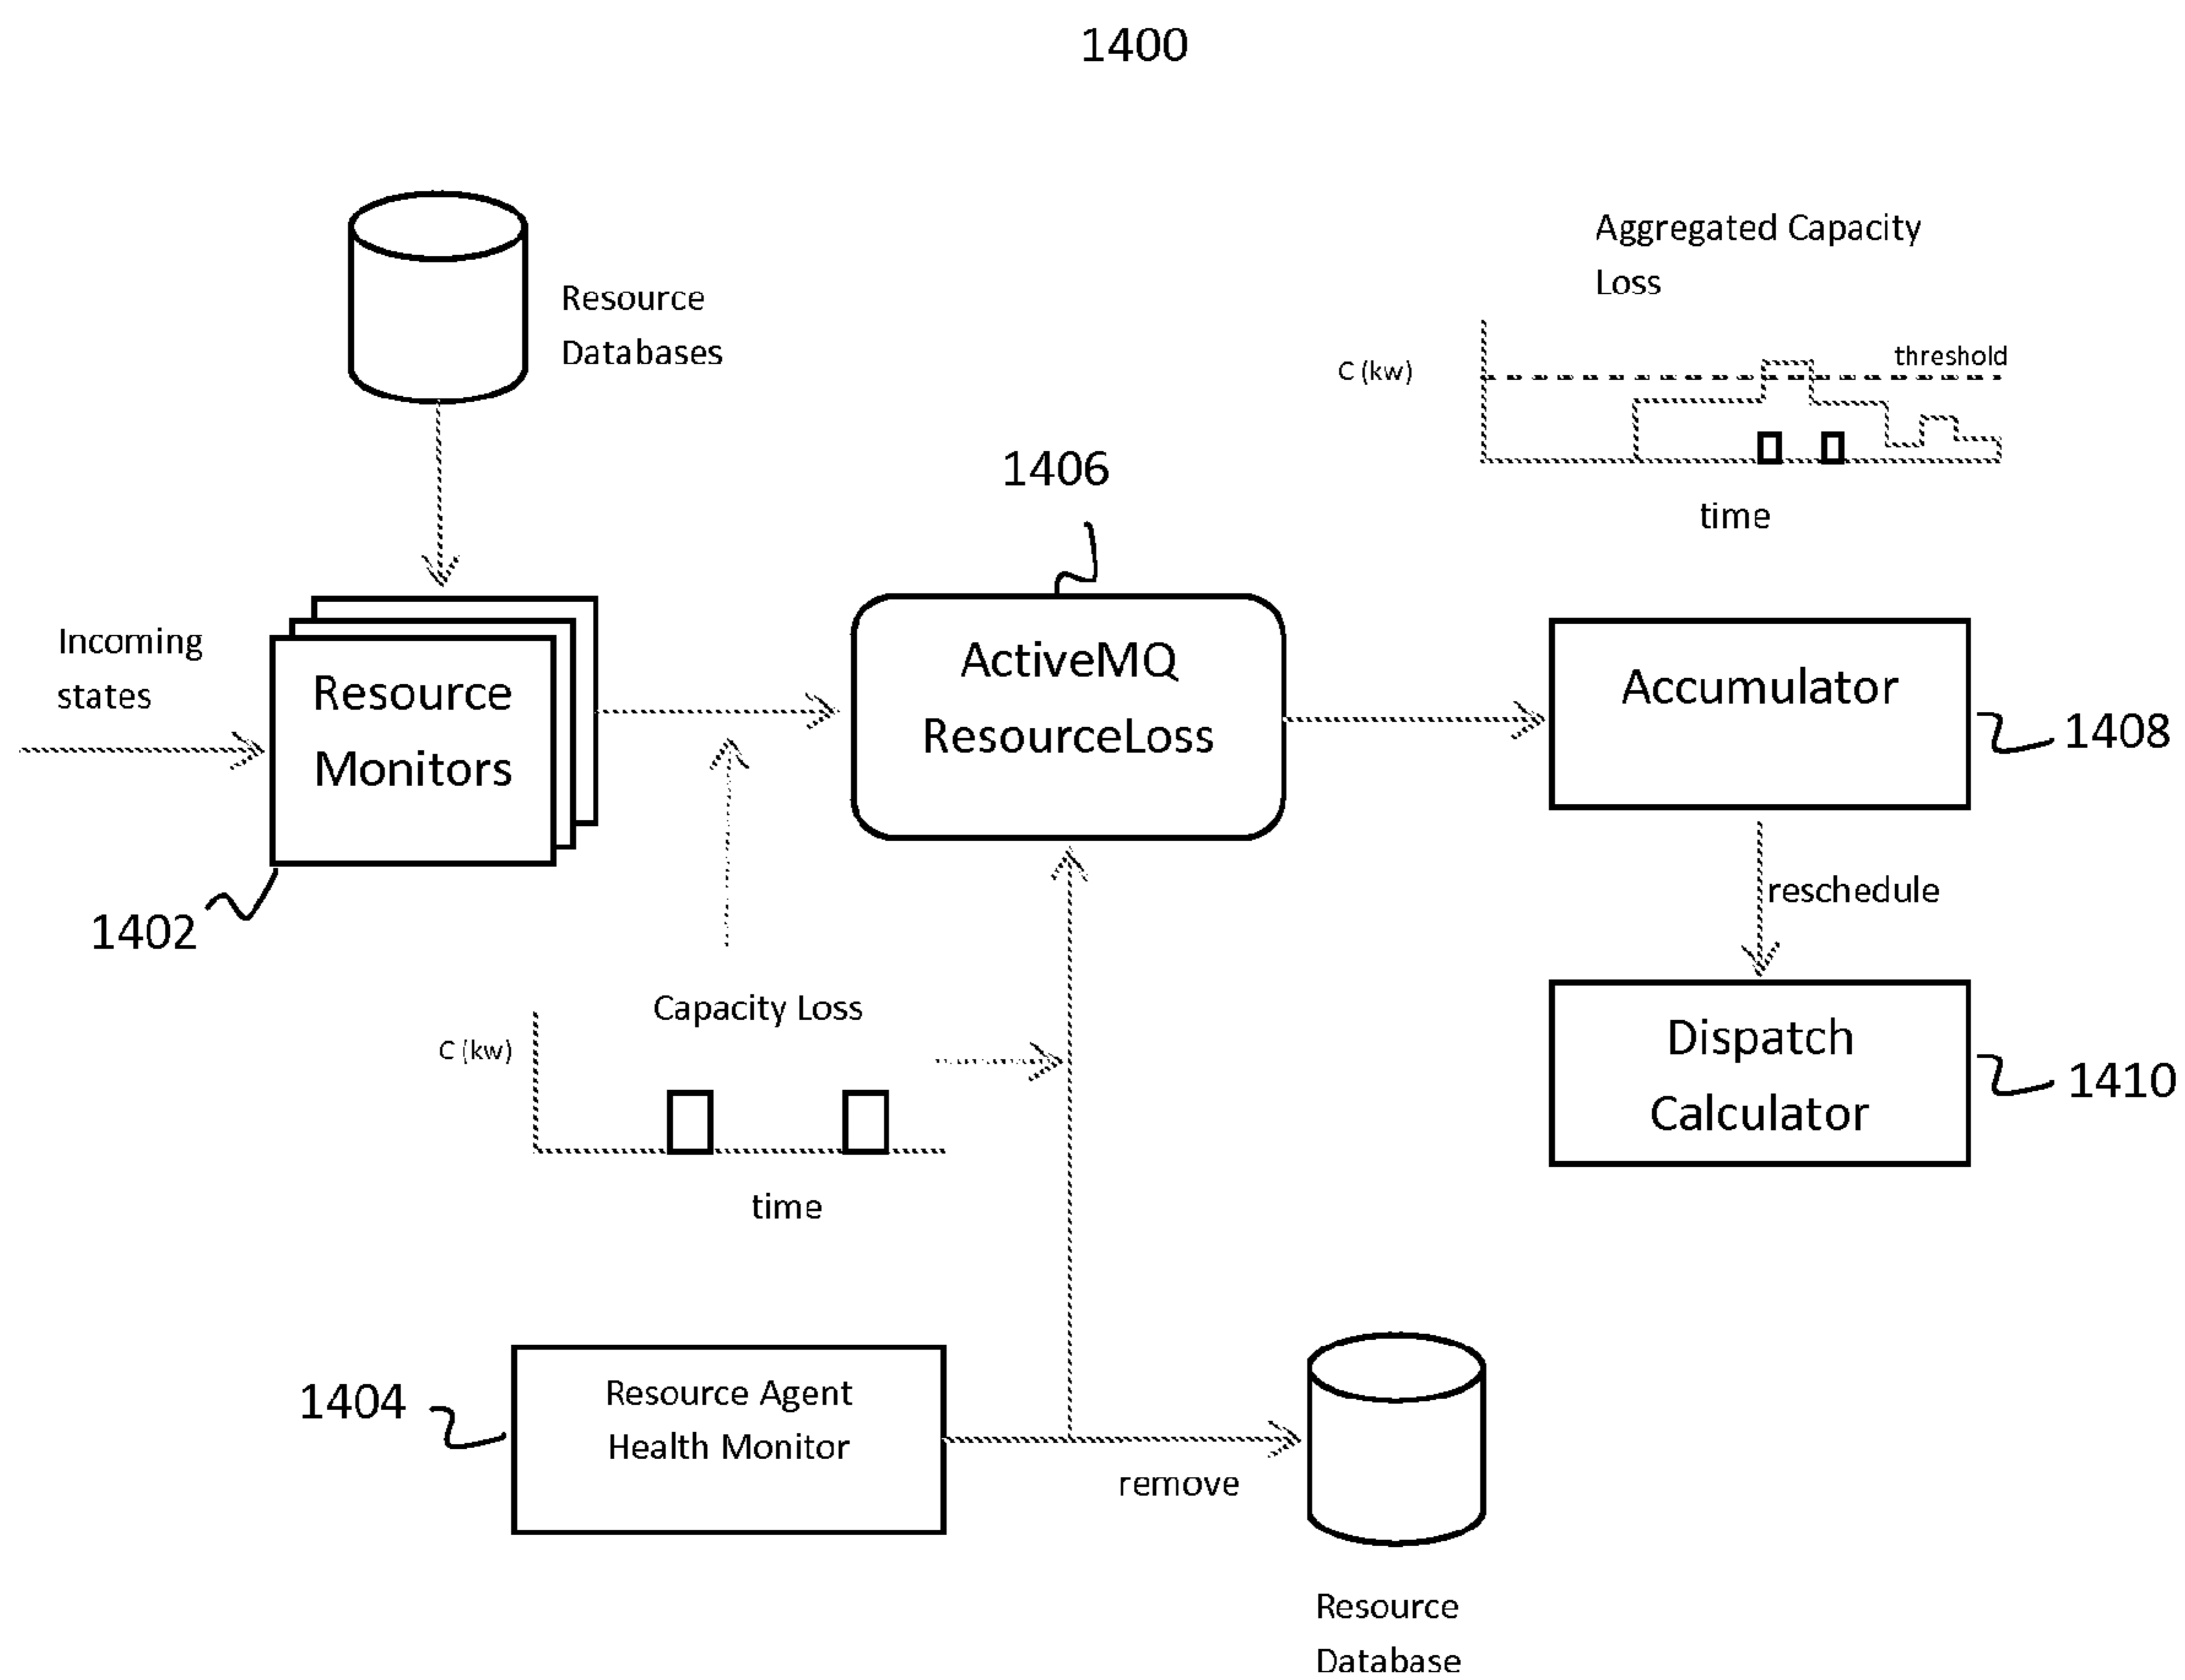 1400
Resource
Databases
Aggregated Capacity
Loss
C (kw)
threshold
time
1406
Incoming
states
Resource
Monitors
1402
ActiveMQ
ResourceLoss
Accumulator
1408
reschedule
Capacity Loss
C (kw)
time
Dispatch
Calculator
1410
1404
Resource Agent
Health Monitor
remove
Resource
Database